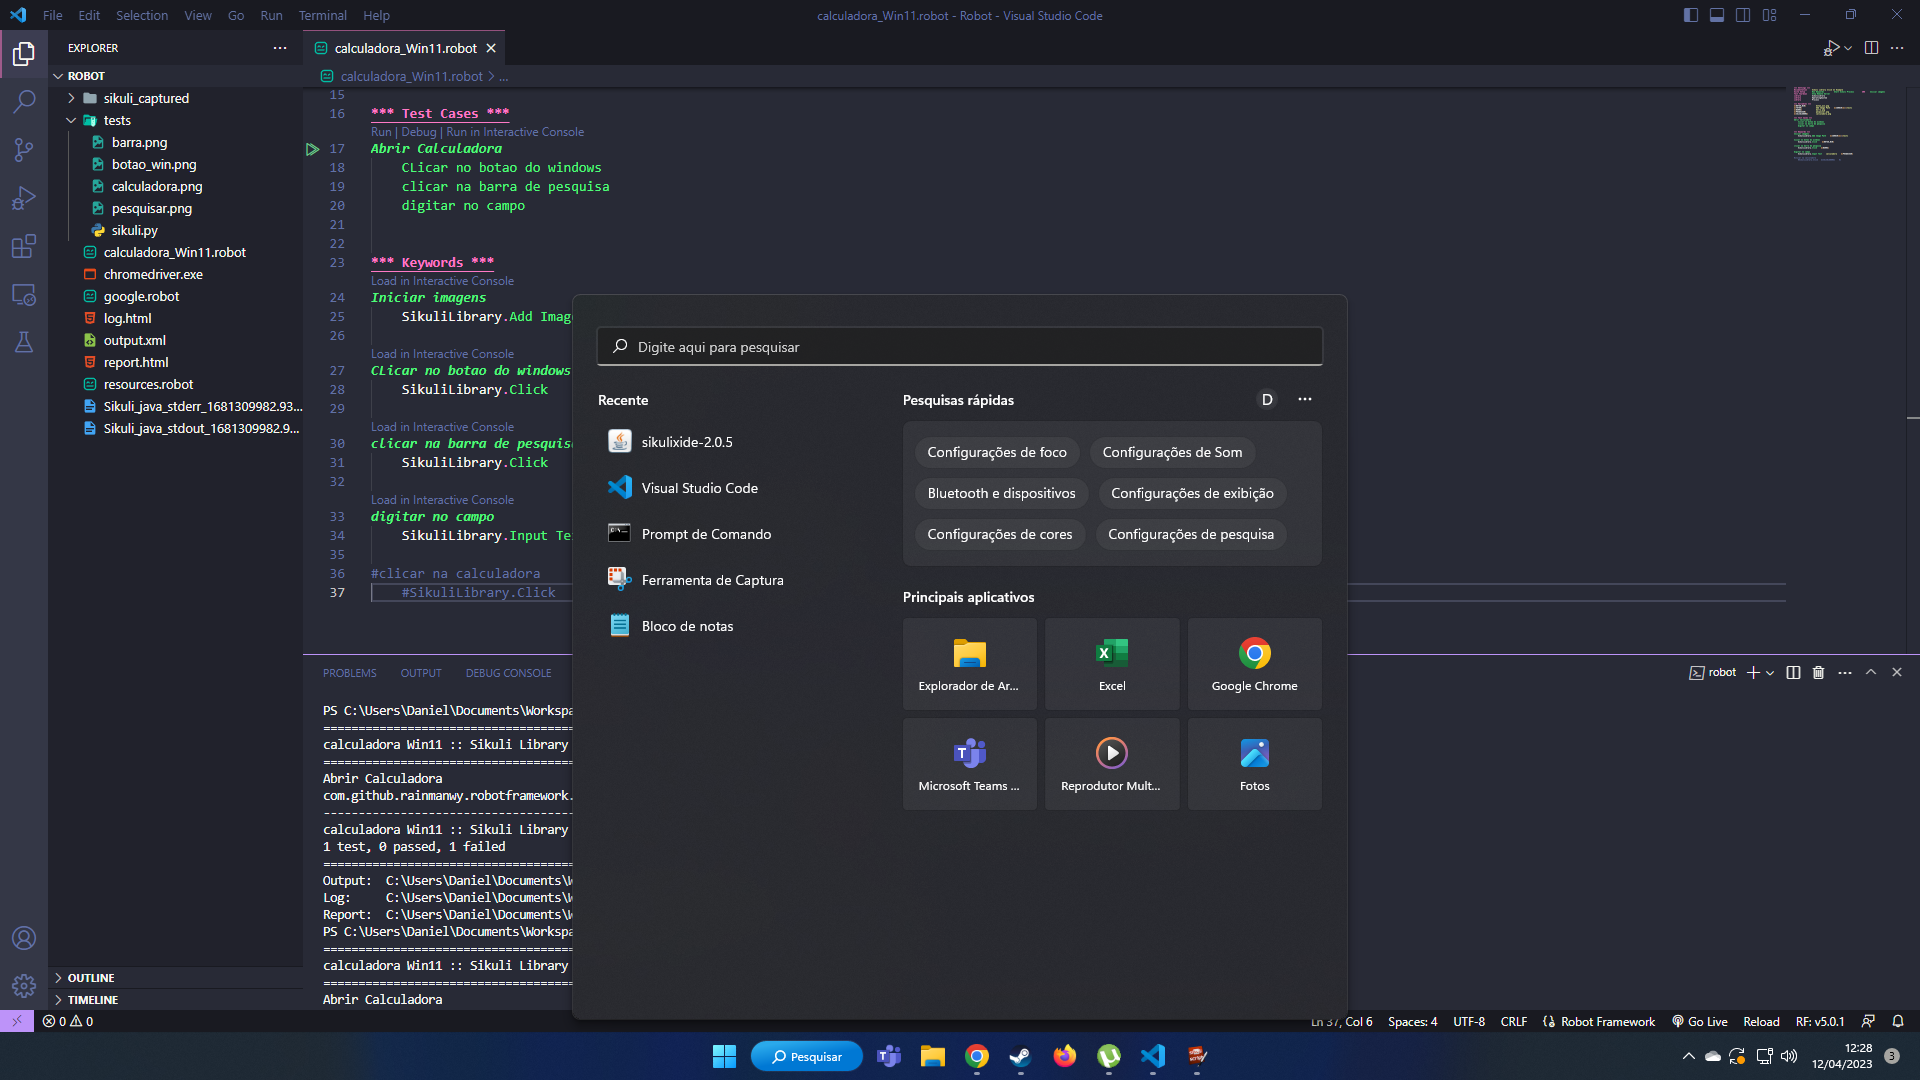 File Edit Selection View Go Run Terminal Help
calculadora_Win11.robot - Robot - Visual Studio Code
EXPLORER
ROBOT
sikuli_captured
tests
barra.png
botao_win.png
calculadora.png
pesquisar.png
sikuli.py
calculadora_Win11.robot
chromedriver.exe
google.robot
log.html
output.xml
report.html
resources.robot
Sikuli_java_stderr_1681309982.93...
Sikuli_java_stdout_1681309982.9...
OUTLINE
TIMELINE
calculadora_Win11.robot
calculadora_Win11.robot > ...
15
16 *** Test Cases ***
Run | Debug | Run in Interactive Console
17 Abrir Calculadora
18 CLicar no botao do windows
19 clicar na barra de pesquisa
20 digitar no campo
21
22
23 *** Keywords ***
Load in Interactive Console
24 Iniciar imagens
25 SikuliLibrary.Add Imag
26
Load in Interactive Console
27 CLicar no botao do windows
28 SikuliLibrary.Click
29
Load in Interactive Console
30 clicar na barra de pesquis
31 SikuliLibrary.Click
32
Load in Interactive Console
33 digitar no campo
34 SikuliLibrary.Input Te
35
36 #clicar na calculadora
37 #SikuliLibrary.Click
Digite aqui para pesquisar
Recente
sikulixide-2.0.5
Visual Studio Code
Prompt de Comando
Ferramenta de Captura
Bloco de notas
Pesquisas rápidas
D
Configurações de foco
Configurações de Som
Bluetooth e dispositivos
Configurações de exibição
Configurações de cores
Configurações de pesquisa
Principais aplicativos
Explorador de Ar...
Excel
Google Chrome
Microsoft Teams ...
Reprodutor Mult...
Fotos
PROBLEMS OUTPUT DEBUG CONSOLE
robot
PS C:\Users\Daniel\Documents\Workspa
==================================
calculadora Win11 :: Sikuli Library
==================================
Abrir Calculadora
com.github.rainmanwy.robotframework.
----------------------------------
calculadora Win11 :: Sikuli Library
1 test, 0 passed, 1 failed
==================================
Output: C:\Users\Daniel\Documents\W
Log: C:\Users\Daniel\Documents\W
Report: C:\Users\Daniel\Documents\W
PS C:\Users\Daniel\Documents\Workspa
==================================
calculadora Win11 :: Sikuli Library
==================================
Abrir Calculadora
0 0
Ln 37, Col 6 Spaces: 4 UTF-8 CRLF Robot Framework Go Live Reload RF: v5.0.1
Pesquisar
12:28
12/04/2023
3